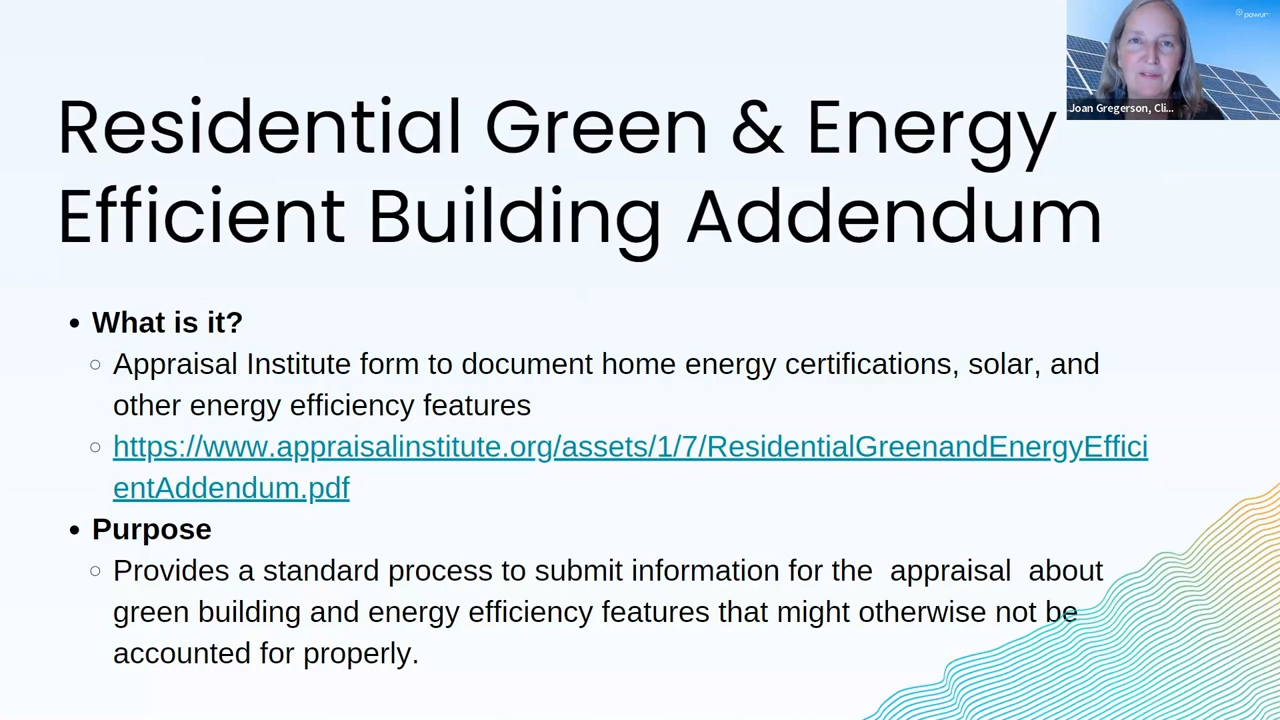 powur
Joan Gregerson, Cli...
Residential Green & Energy
Efficient Building Addendum
• What is it?
○ Appraisal Institute form to document home energy certifications, solar, and
other energy efficiency features
○ https://www.appraisalinstitute.org/assets/1/7/ResidentialGreenandEnergyEffici
entAddendum.pdf
• Purpose
○ Provides a standard process to submit information for the  appraisal  about
green building and energy efficiency features that might otherwise not be
accounted for properly.